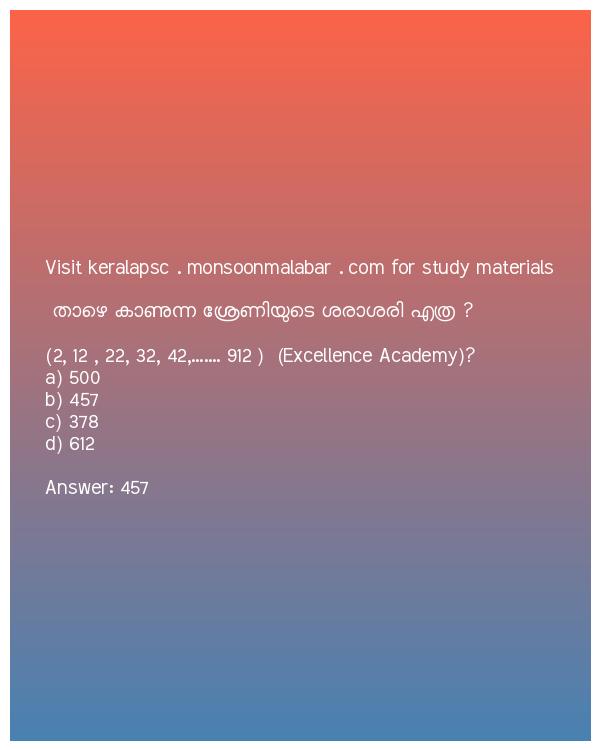 Visit keralapsc . monsoonmalabar . com for study materials
താഴെ കാണുന്ന ശ്രേണിയുടെ ശരാശരി എത്ര ?
(2, 12 , 22, 32, 42,....... 912 )  (Excellence Academy)?
a) 500
b) 457
c) 378
d) 612
Answer: 457